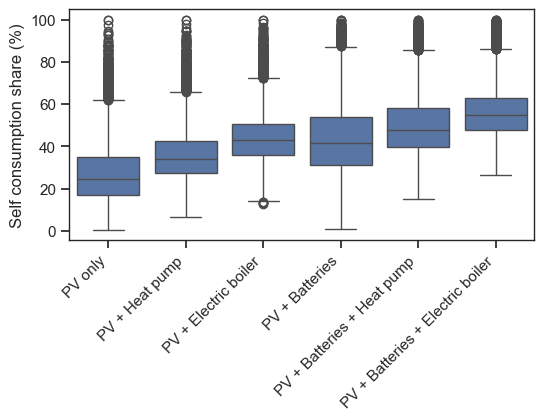 Self consumption share (%)
100
80
60
40
20
0
PV only
PV + Heat pump
PV + Electric boiler
PV + Batteries
PV + Batteries + Heat pump
PV + Batteries + Electric boiler